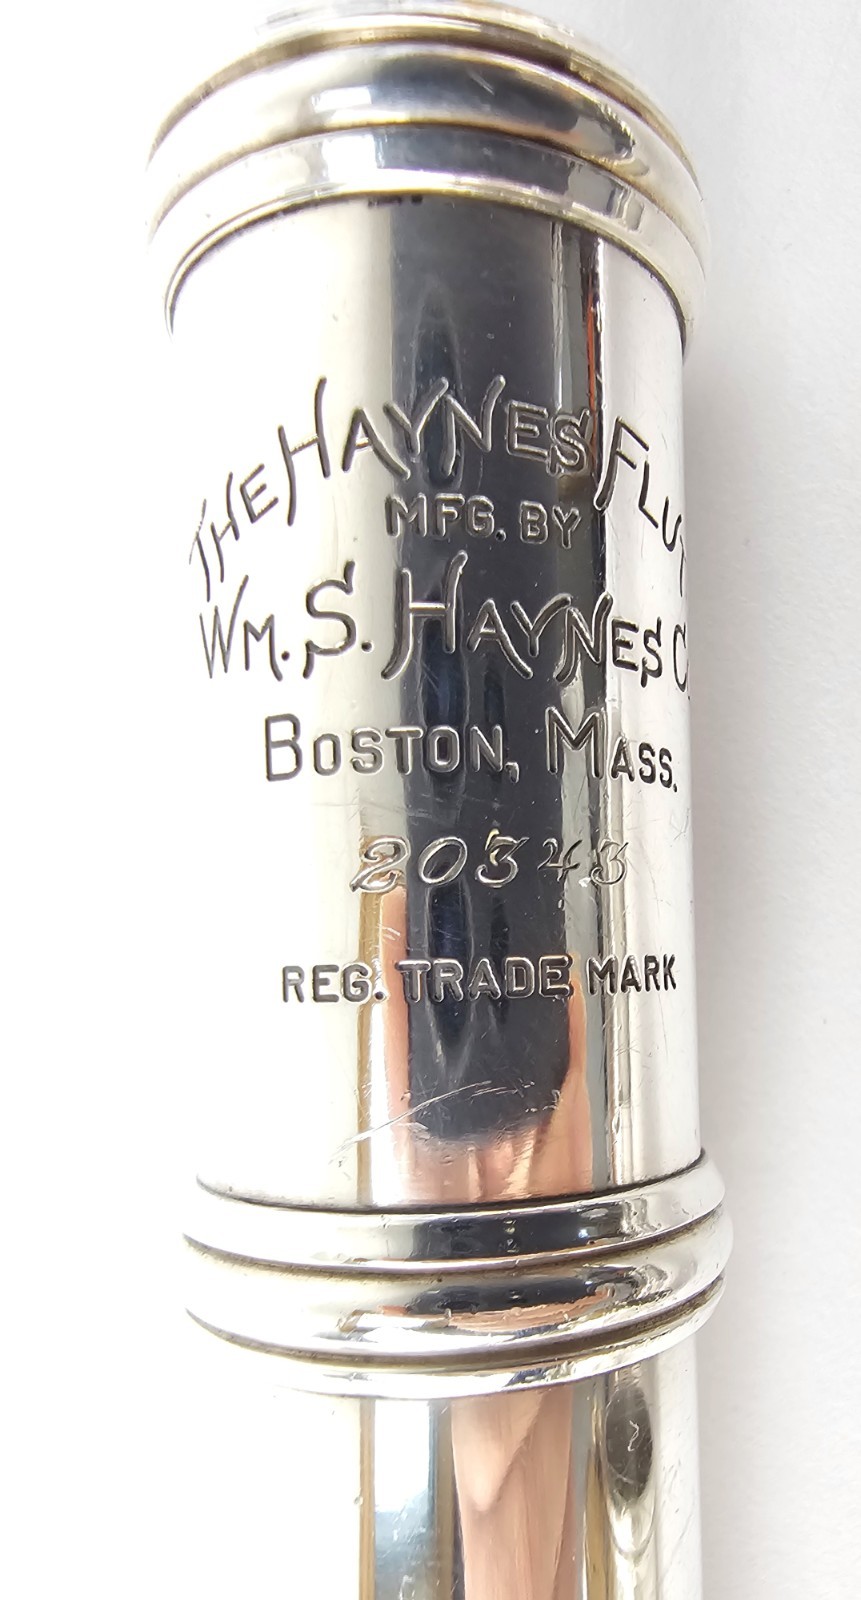 THE HAYNES FLUT
MFG. BY
WM. S. HAYNES C
BOSTON, MASS.
20343
REG. TRADE MARK